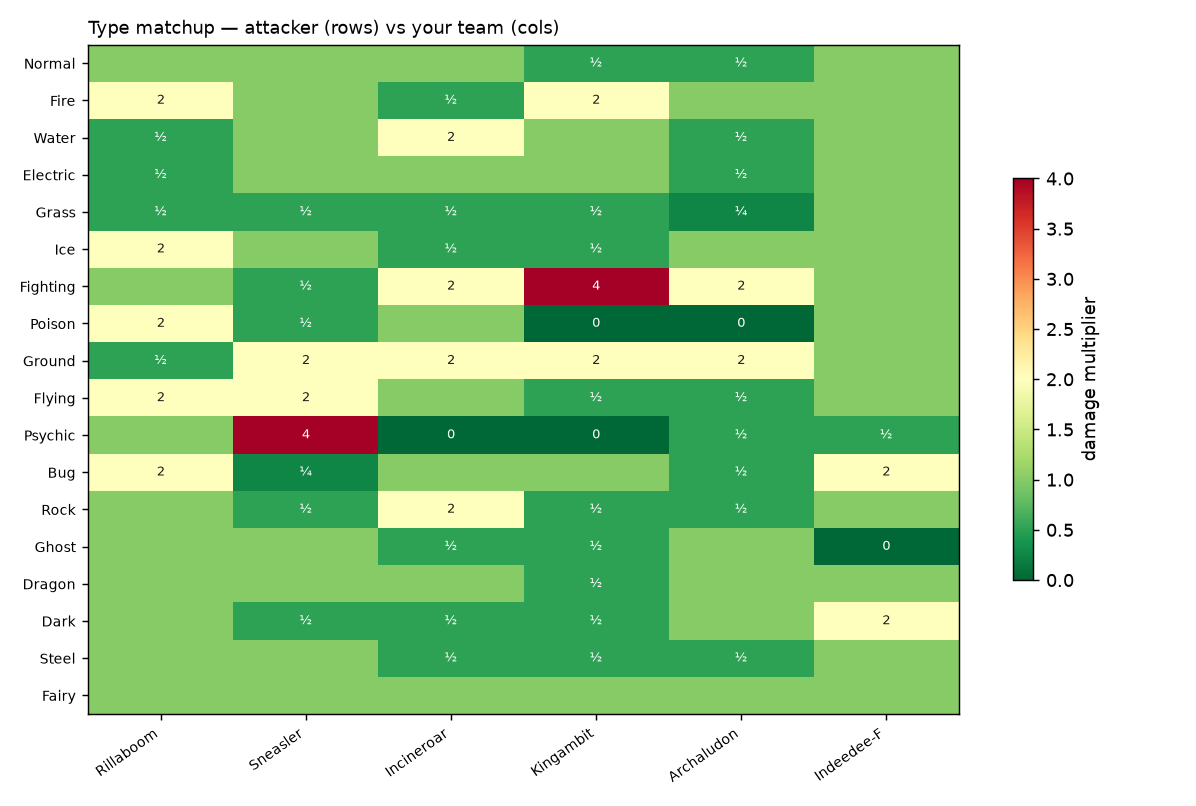 Type matchup — attacker (rows) vs your team (cols)
Normal ½ ½
Fire 2 ½ 2
Water ½ 2 ½
Electric ½ ½
Grass ½ ½ ½ ½ ¼
Ice 2 ½ ½
Fighting ½ 2 4 2
Poison 2 ½ 0 0
Ground ½ 2 2 2 2
Flying 2 2 ½ ½
Psychic 4 0 0 ½ ½
Bug 2 ¼ ½ 2
Rock ½ 2 ½ ½
Ghost ½ ½ 0
Dragon ½
Dark ½ ½ ½ 2
Steel ½ ½ ½
Fairy
Rillaboom Sneasler Incineroar Kingambit Archaludon Indeedee-F
4.0
3.5
3.0
2.5
2.0
1.5
1.0
0.5
0.0
damage multiplier